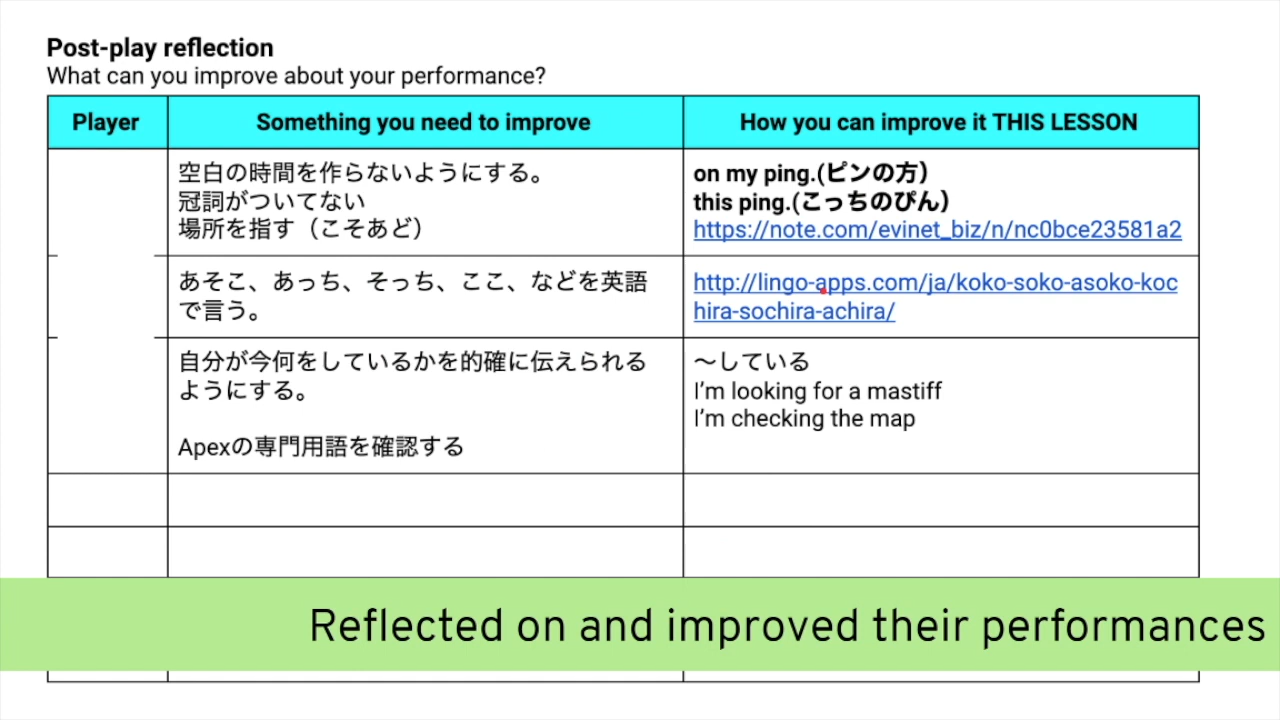 Post-play reflection
What can you improve about your performance?
Player
Something you need to improve
How you can improve it THIS LESSON
空白の時間を作らないようにする。
冠詞がついてない
場所を指す（こそあど）
on my ping.(ピンの方）
this ping.(こっちのぴん）
https://note.com/evinet_biz/n/nc0bce23581a2
あそこ、あっち、そっち、ここ、などを英語
で言う。
http://lingo-apps.com/ja/koko-soko-asoko-koc
hira-sochira-achira/
自分が今何をしているかを的確に伝えられる
ようにする。
Apexの専門用語を確認する
～している
I'm looking for a mastiff
I'm checking the map
Reflected on and improved their performances